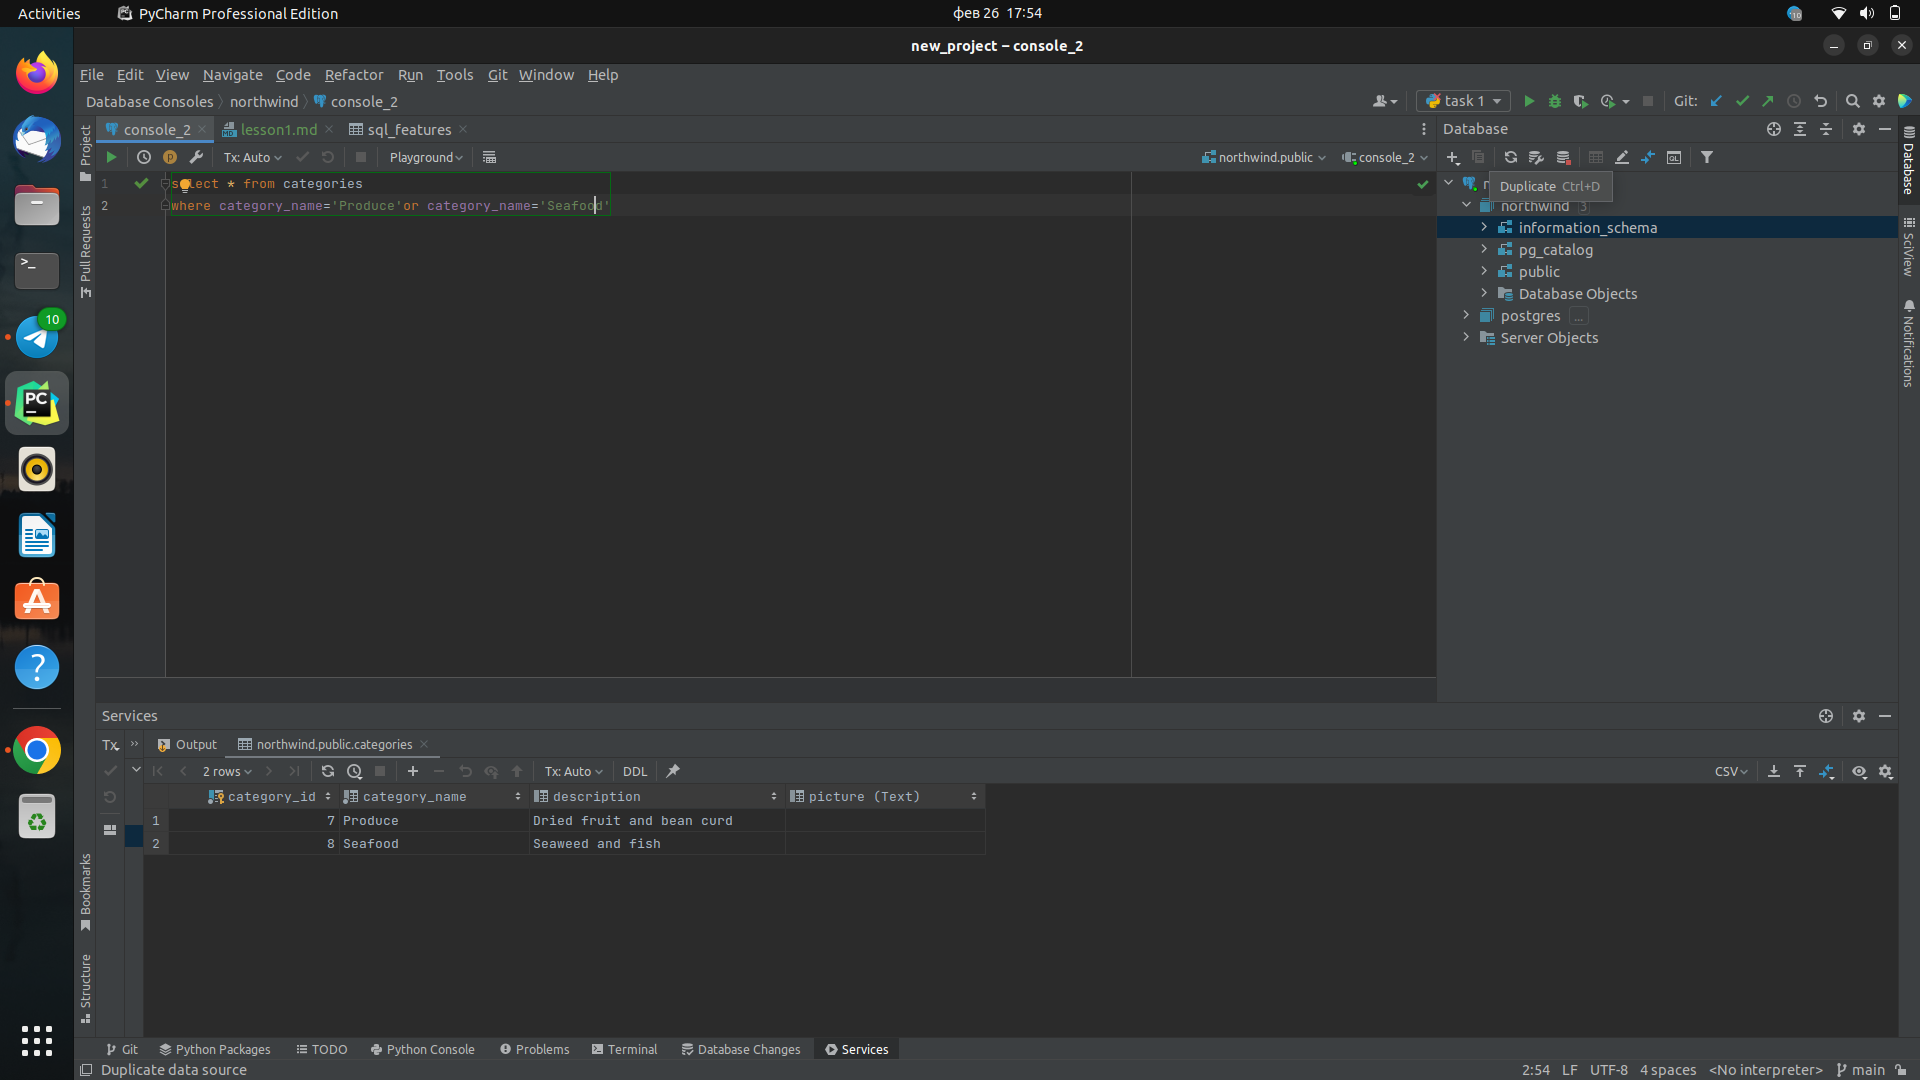 Activities
PyCharm Professional Edition
фев 26 17:54
10
new_project – console_2
File Edit View Navigate Code Refactor Run Tools Git Window Help
Database Consoles northwind console_2
task 1
Git:
console_2
lesson1.md
sql_features
Database
Tx: Auto
Playground
northwind.public
console_2
Duplicate Ctrl+D
1 select * from categories
2 where category_name='Produce'or category_name='Seafood'
northwind 3
information_schema
pg_catalog
public
Database Objects
postgres ...
Server Objects
Project
Pull Requests
Bookmarks
Structure
Database
SciView
Notifications
10
PC
Services
Tx
Output
northwind.public.categories
2 rows
Tx: Auto
DDL
CSV
category_id category_name description picture (Text)
1 7 Produce Dried fruit and bean curd
2 8 Seafood Seaweed and fish
Git Python Packages TODO Python Console Problems Terminal Database Changes Services
Duplicate data source
2:54 LF UTF-8 4 spaces <No interpreter> main